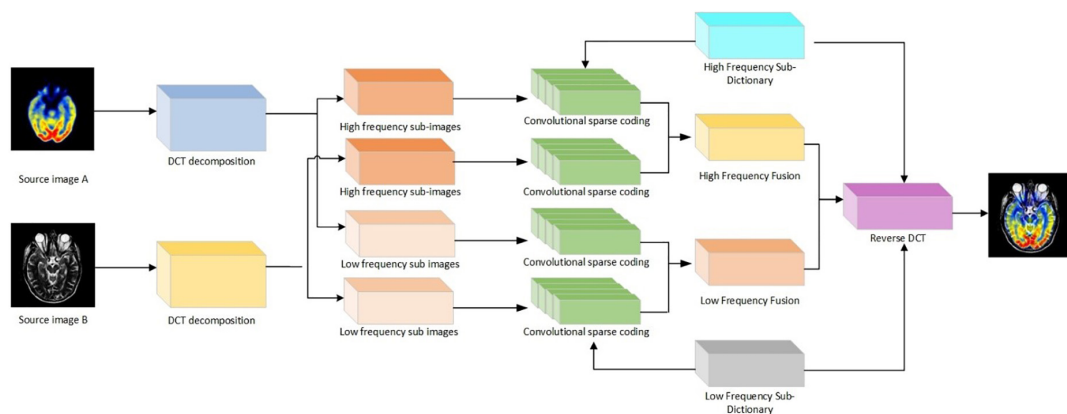 Source image A
DCT decomposition
High frequency sub-images
Convolutional sparse coding
High Frequency Sub-
Dictionary
High frequency sub-images
Convolutional sparse coding
High Frequency Fusion
Source image B
DCT decomposition
Low frequency sub images
Convolutional sparse coding
Reverse DCT
Low frequency sub images
Convolutional sparse coding
Low Frequency Fusion
Low Frequency Sub-
Dictionary